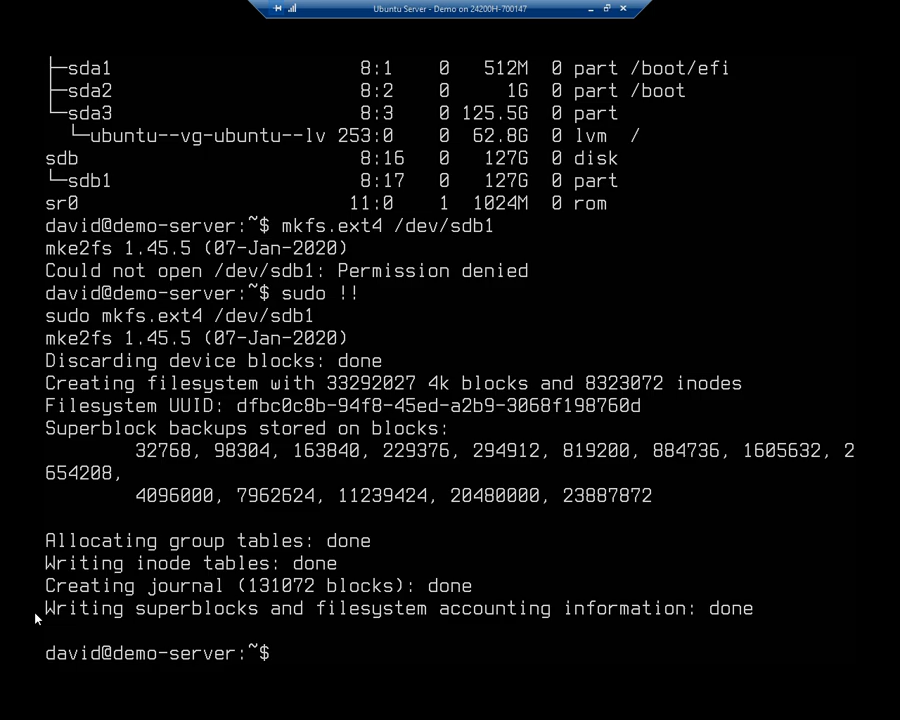 Ubuntu Server - Demo on 24200H-700147
├─sda1 8:1 0 512M 0 part /boot/efi
├─sda2 8:2 0 1G 0 part /boot
└─sda3 8:3 0 125.5G 0 part
└─ubuntu--vg-ubuntu--lv 253:0 0 62.8G 0 lvm /
sdb 8:16 0 127G 0 disk
└─sdb1 8:17 0 127G 0 part
sr0 11:0 1 1024M 0 rom
david@demo-server:~$ mkfs.ext4 /dev/sdb1
mke2fs 1.45.5 (07-Jan-2020)
Could not open /dev/sdb1: Permission denied
david@demo-server:~$ sudo !!
sudo mkfs.ext4 /dev/sdb1
mke2fs 1.45.5 (07-Jan-2020)
Discarding device blocks: done
Creating filesystem with 33292027 4k blocks and 8323072 inodes
Filesystem UUID: dfbc0c8b-94f8-45ed-a2b9-3068f198760d
Superblock backups stored on blocks:
32768, 98304, 163840, 229376, 294912, 819200, 884736, 1605632, 2
654208,
4096000, 7962624, 11239424, 20480000, 23887872
Allocating group tables: done
Writing inode tables: done
Creating journal (131072 blocks): done
Writing superblocks and filesystem accounting information: done
david@demo-server:~$